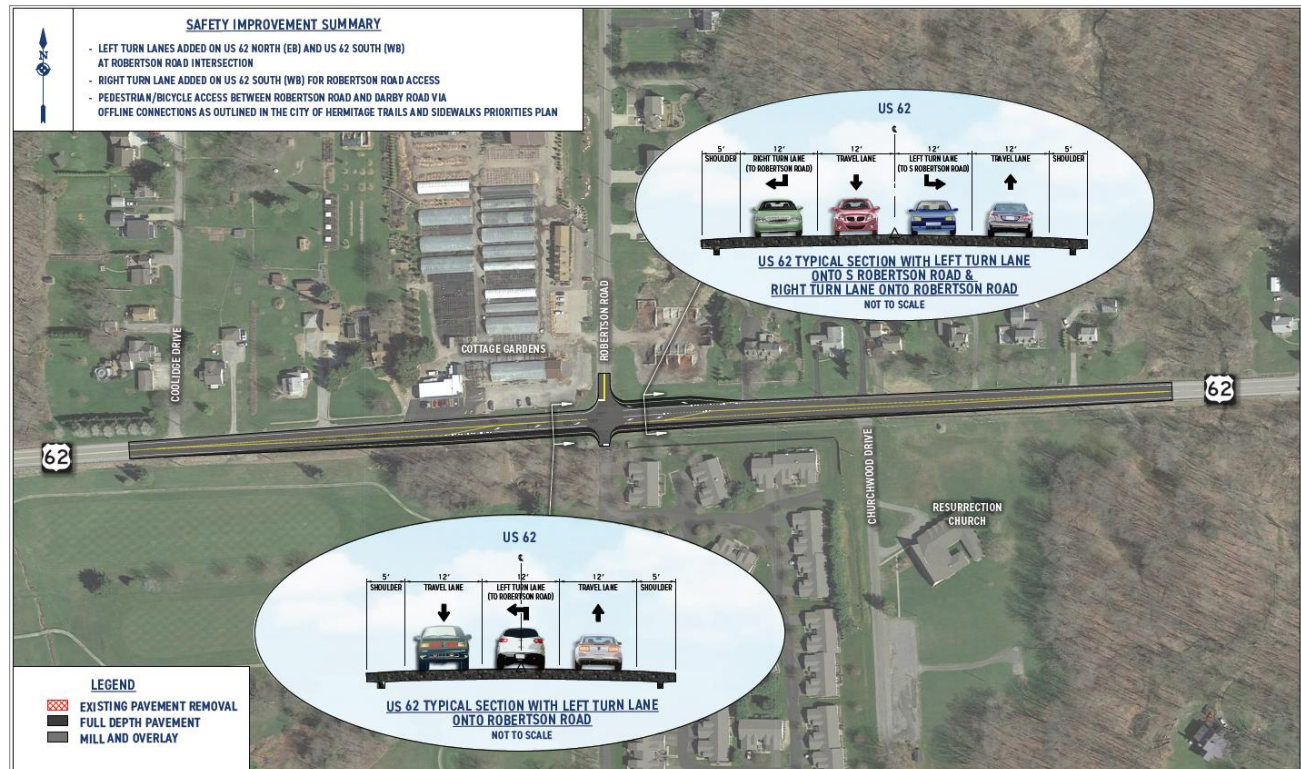 SAFETY IMPROVEMENT SUMMARY
- LEFT TURN LANES ADDED ON US 62 NORTH (EB) AND US 62 SOUTH (WB)
AT ROBERTSON ROAD INTERSECTION
- RIGHT TURN LANE ADDED ON US 62 SOUTH (WB) FOR ROBERTSON ROAD ACCESS
- PEDESTRIAN/BICYCLE ACCESS BETWEEN ROBERTSON ROAD AND DARBY ROAD VIA
OFFLINE CONNECTIONS AS OUTLINED IN THE CITY OF HERMITAGE TRAILS AND SIDEWALKS PRIORITIES PLAN
N
US 62
℄
5' 12' 12' 12' 12' 5'
SHOULDER RIGHT TURN LANE TRAVEL LANE LEFT TURN LANE TRAVEL LANE SHOULDER
(TO ROBERTSON ROAD) (TO S ROBERTSON ROAD)
US 62 TYPICAL SECTION WITH LEFT TURN LANE
ONTO S ROBERTSON ROAD &
RIGHT TURN LANE ONTO ROBERTSON ROAD
NOT TO SCALE
COOLIDGE DRIVE
COTTAGE GARDENS
ROBERTSON ROAD
62
62
CHURCHWOOD DRIVE
RESURRECTION
CHURCH
US 62
℄
5' 12' 12' 12' 5'
SHOULDER TRAVEL LANE LEFT TURN LANE TRAVEL LANE SHOULDER
(TO ROBERTSON ROAD)
US 62 TYPICAL SECTION WITH LEFT TURN LANE
ONTO ROBERTSON ROAD
NOT TO SCALE
LEGEND
EXISTING PAVEMENT REMOVAL
FULL DEPTH PAVEMENT
MILL AND OVERLAY